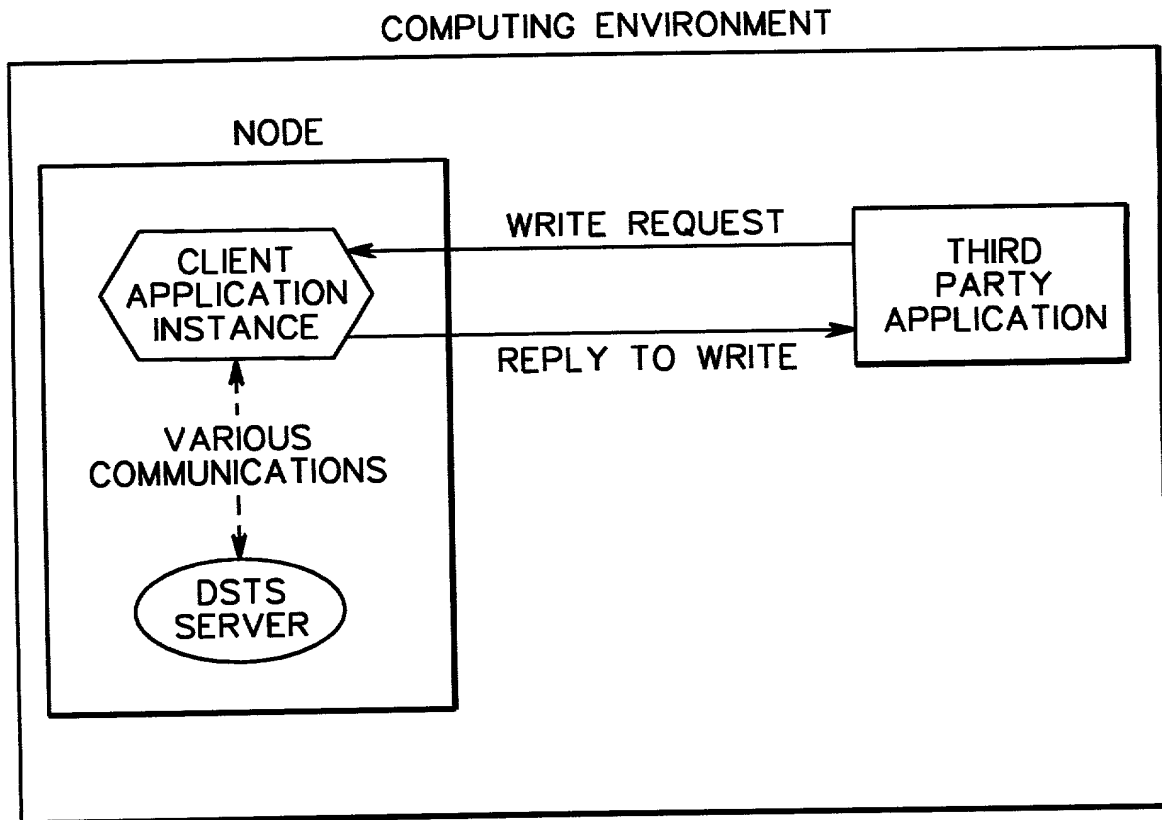 COMPUTING ENVIRONMENT
NODE
WRITE REQUEST
CLIENT
APPLICATION
INSTANCE
THIRD
PARTY
APPLICATION
REPLY TO WRITE
VARIOUS
COMMUNICATIONS
DSTS
SERVER